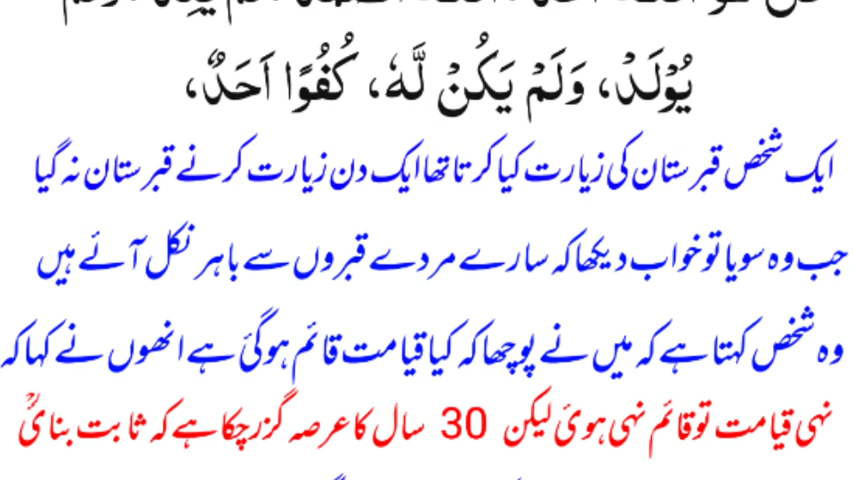 یُوْلَدْ، وَلَمْ یَکُنْ لَّهٗ، کُفُوًا اَحَدٌ،
ایک شخص قبرستان کی زیارت کیا کرتا تھا ایک دن زیارت کرنے قبرستان نہ گیا
جب وہ سویا تو خواب دیکھا کہ سارے مردے قبروں سے باہر نکل آئے ہیں
وہ شخص کہتا ہے کہ میں نے پوچھا کہ کیا قیامت قائم ہوگئ ہے انھوں نے کہا کہ
نہی قیامت تو قائم نہی ہوئ لیکن 30 سال کا عرصہ گزر چکا ہے کہ ثابت بنائیؒ